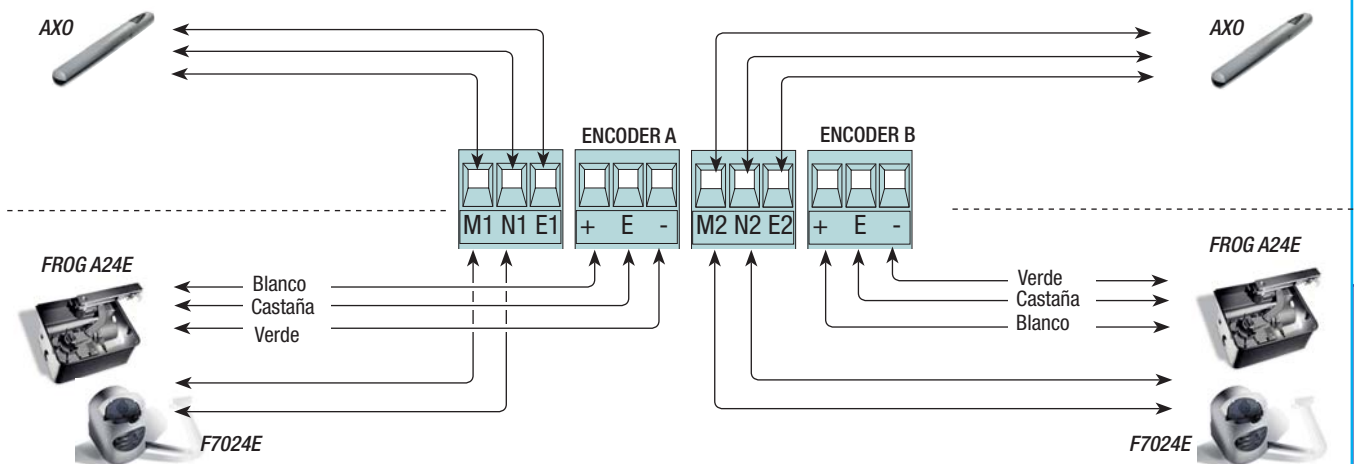 AXO
AXO
ENCODER A
ENCODER B
M1 N1 E1
+ E -
M2 N2 E2
+ E -
FROG A24E
FROG A24E
Blanco
Castaña
Verde
Verde
Castaña
Blanco
F7024E
F7024E